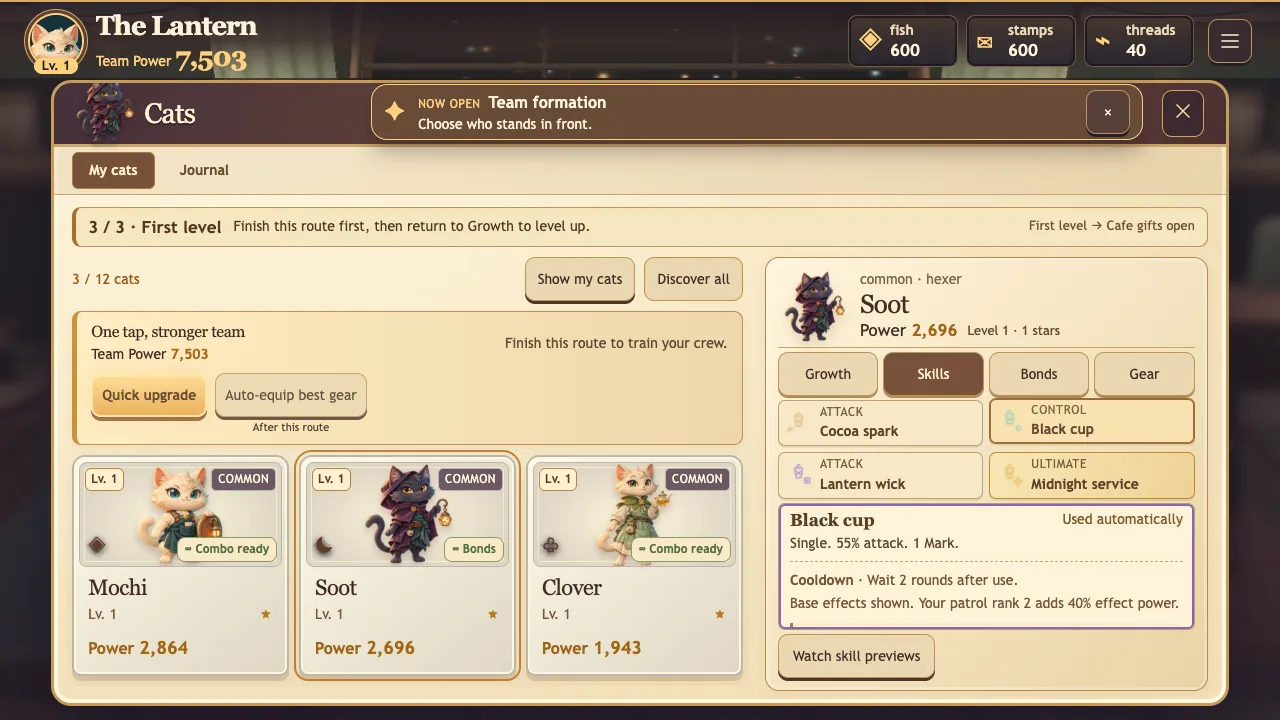 The Lantern
Lv. 1
Team Power 7,503
fish
600
stamps
600
threads
40
Cats
NOW OPEN Team formation
Choose who stands in front.
×
My cats
Journal
3 / 3 · First level Finish this route first, then return to Growth to level up.
First level → Cafe gifts open
3 / 12 cats
Show my cats
Discover all
One tap, stronger team
Team Power 7,503
Finish this route to train your crew.
Quick upgrade
Auto-equip best gear
After this route
Lv. 1
COMMON
∞ Combo ready
Mochi
Lv. 1
★
Power 2,864
Lv. 1
COMMON
∞ Bonds
Soot
Lv. 1
★
Power 2,696
Lv. 1
COMMON
∞ Combo ready
Clover
Lv. 1
★
Power 1,943
common · hexer
Soot
Power 2,696 Level 1 · 1 stars
Growth
Skills
Bonds
Gear
ATTACK
Cocoa spark
CONTROL
Black cup
ATTACK
Lantern wick
ULTIMATE
Midnight service
Black cup
Used automatically
Single. 55% attack. 1 Mark.
Cooldown · Wait 2 rounds after use.
Base effects shown. Your patrol rank 2 adds 40% effect power.
Watch skill previews